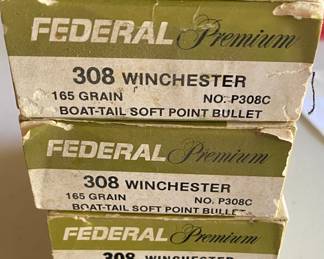 FEDERAL Premium
308 WINCHESTER
165 GRAIN NO. P308C
BOAT-TAIL SOFT POINT BULLET
FEDERAL Premium
308 WINCHESTER
165 GRAIN NO. P308C
BOAT-TAIL SOFT POINT BULLET
FEDERAL Premium
308 WINCHESTER